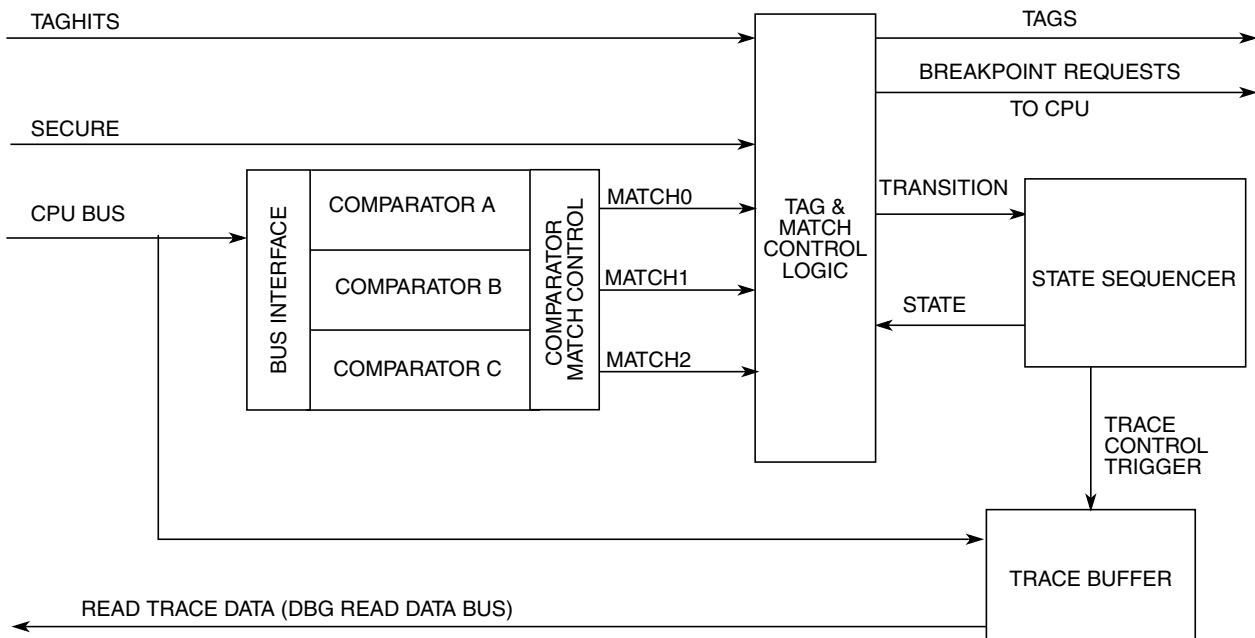 TAGHITS
TAGS
BREAKPOINT REQUESTS
TO CPU
SECURE
CPU BUS
BUS INTERFACE
COMPARATOR A
COMPARATOR B
COMPARATOR C
COMPARATOR
MATCH CONTROL
MATCH0
MATCH1
MATCH2
TAG &
MATCH
CONTROL
LOGIC
TRANSITION
STATE
STATE SEQUENCER
TRACE
CONTROL
TRIGGER
TRACE BUFFER
READ TRACE DATA (DBG READ DATA BUS)